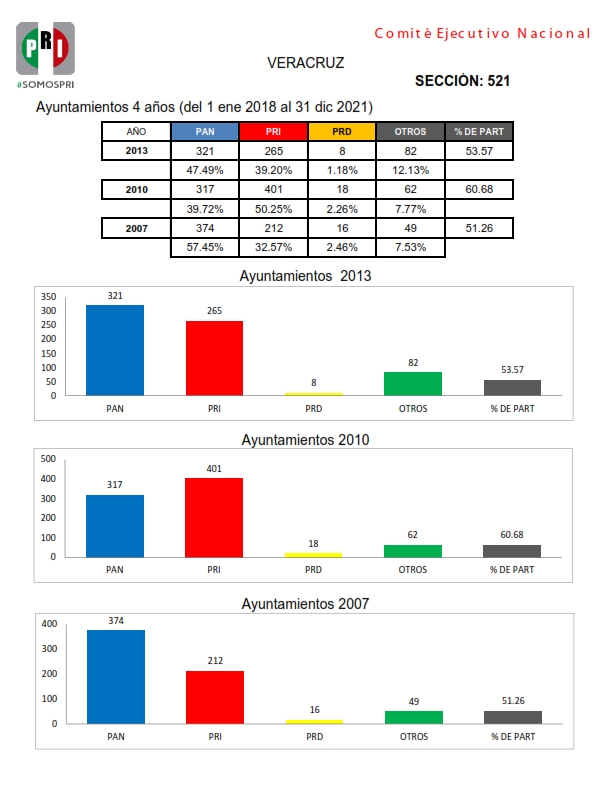 Comité Ejecutivo Nacional
PRI
#SOMOSPRI
VERACRUZ
SECCIÓN: 521
Ayuntamientos 4 años (del 1 ene 2018 al 31 dic 2021)
AÑO PAN PRI PRD OTROS % DE PART
2013 321 265 8 82 53.57
47.49% 39.20% 1.18% 12.13%
2010 317 401 18 62 60.68
39.72% 50.25% 2.26% 7.77%
2007 374 212 16 49 51.26
57.45% 32.57% 2.46% 7.53%
Ayuntamientos 2013
350
300
250
200
150
100
50
0
321 265 8 82 53.57
PAN PRI PRD OTROS % DE PART
Ayuntamientos 2010
500
400
300
200
100
0
317 401 18 62 60.68
PAN PRI PRD OTROS % DE PART
Ayuntamientos 2007
400
300
200
100
0
374 212 16 49 51.26
PAN PRI PRD OTROS % DE PART